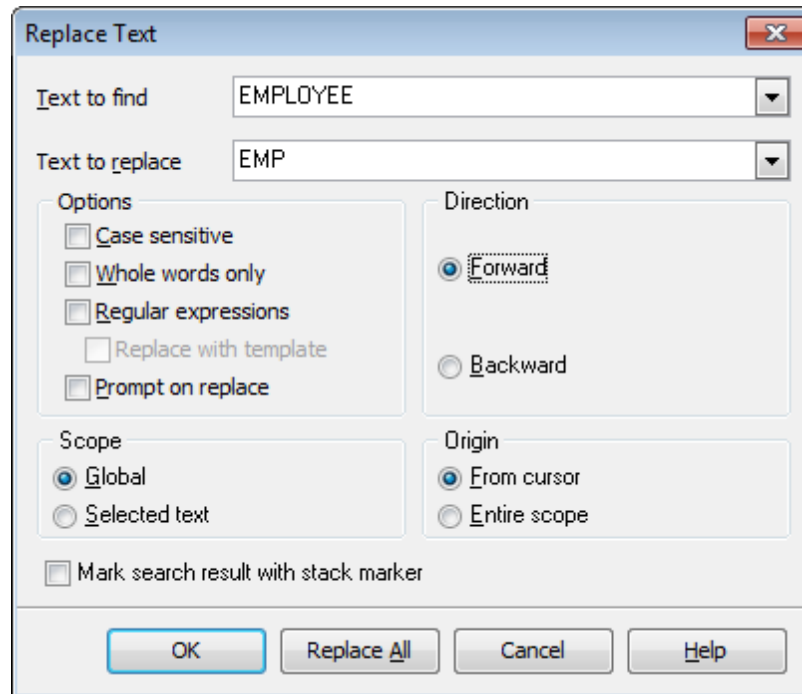 Replace Text
Text to find EMPLOYEE
Text to replace EMP
Options Direction
Case sensitive
Whole words only Forward
Regular expressions
Replace with template
Prompt on replace Backward
Scope Origin
Global From cursor
Selected text Entire scope
Mark search result with stack marker
OK Replace All Cancel Help